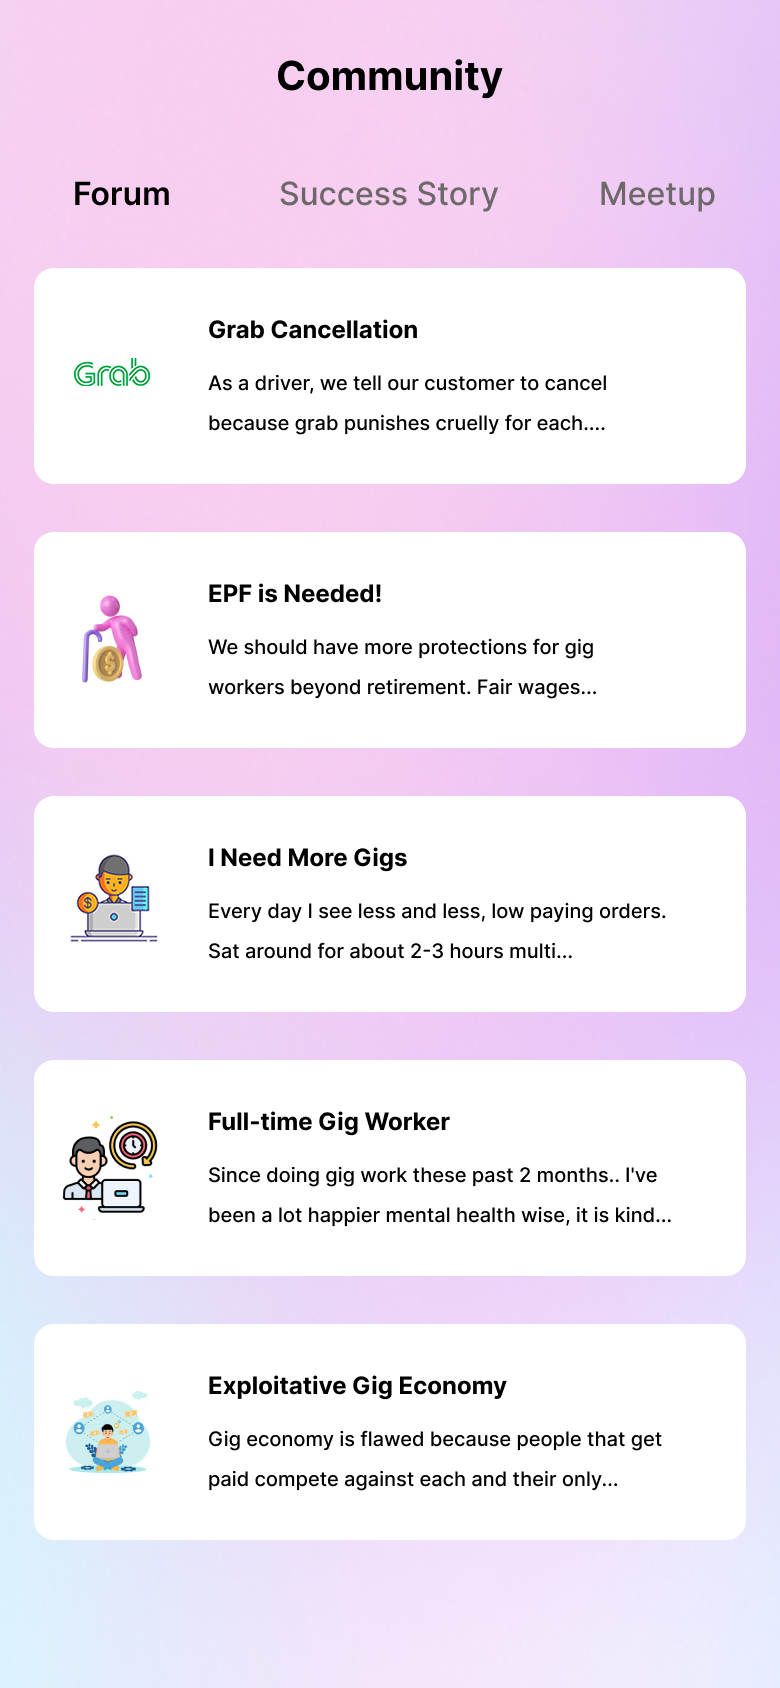 Community
Forum
Success Story
Meetup
Grab
Grab Cancellation
As a driver, we tell our customer to cancel
because grab punishes cruelly for each....
EPF is Needed!
We should have more protections for gig
workers beyond retirement. Fair wages...
$
I Need More Gigs
Every day I see less and less, low paying orders.
Sat around for about 2-3 hours multi...
$
Full-time Gig Worker
Since doing gig work these past 2 months.. I've
been a lot happier mental health wise, it is kind...
Exploitative Gig Economy
Gig economy is flawed because people that get
paid compete against each and their only...